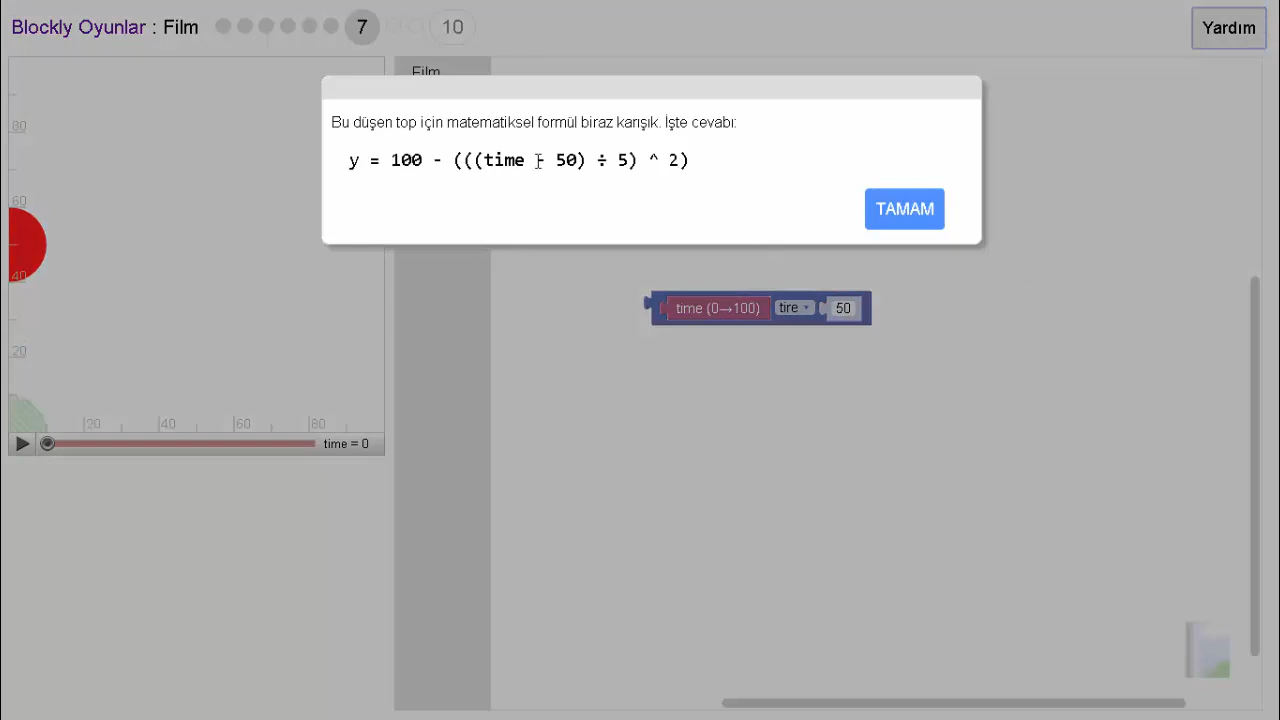 Blockly Oyunlar : Film
7
10
Yardım
Film
Bu düşen top için matematiksel formül biraz karışık. İşte cevabı:
y = 100 - (((time - 50) ÷ 5) ^ 2)
TAMAM
80
60
40
20
20
40
60
80
time (0→100) tire 50
time = 0